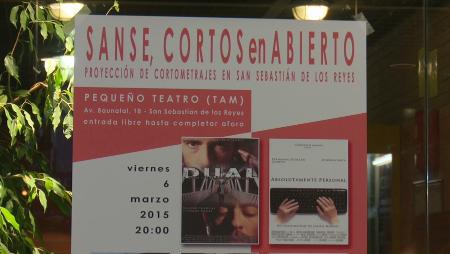 SANSE, CORTOS en ABIERTO
PROYECCIÓN DE CORTOMETRAJES EN SAN SEBASTIÁN DE LOS REYES
PEQUEÑO TEATRO (TAM)
Av. Baunatal, 18 - San Sebastian de los Reyes
entrada libre hasta completar aforo
viernes
6
marzo
2015
20:00
DUAL
ABSOLUTAMENTE PERSONAL